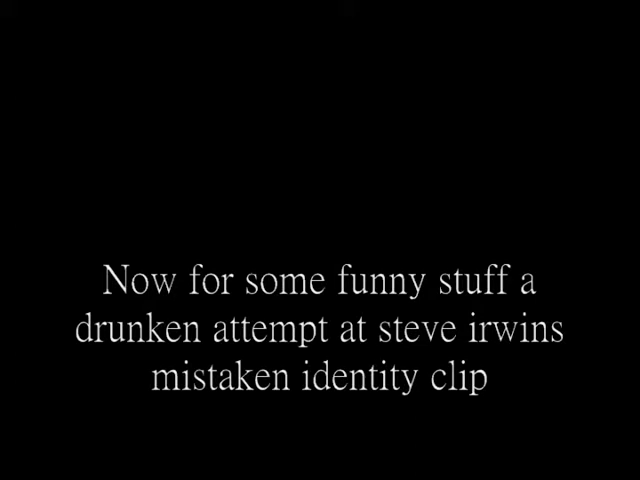 Now for some funny stuff a
drunken attempt at steve irwins
mistaken identity clip